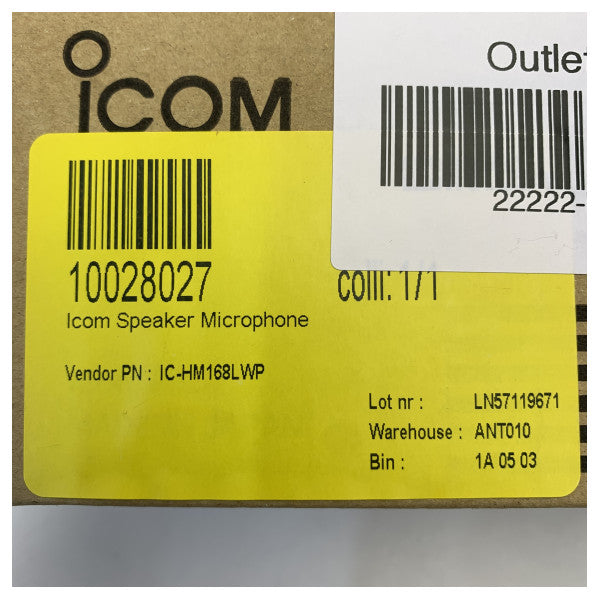 ICOM
Outlet
22222-
10028027
colli: 1/1
Icom Speaker Microphone
Vendor PN : IC-HM168LWP
Lot nr : LN57119671
Warehouse : ANT010
Bin : 1A 05 03